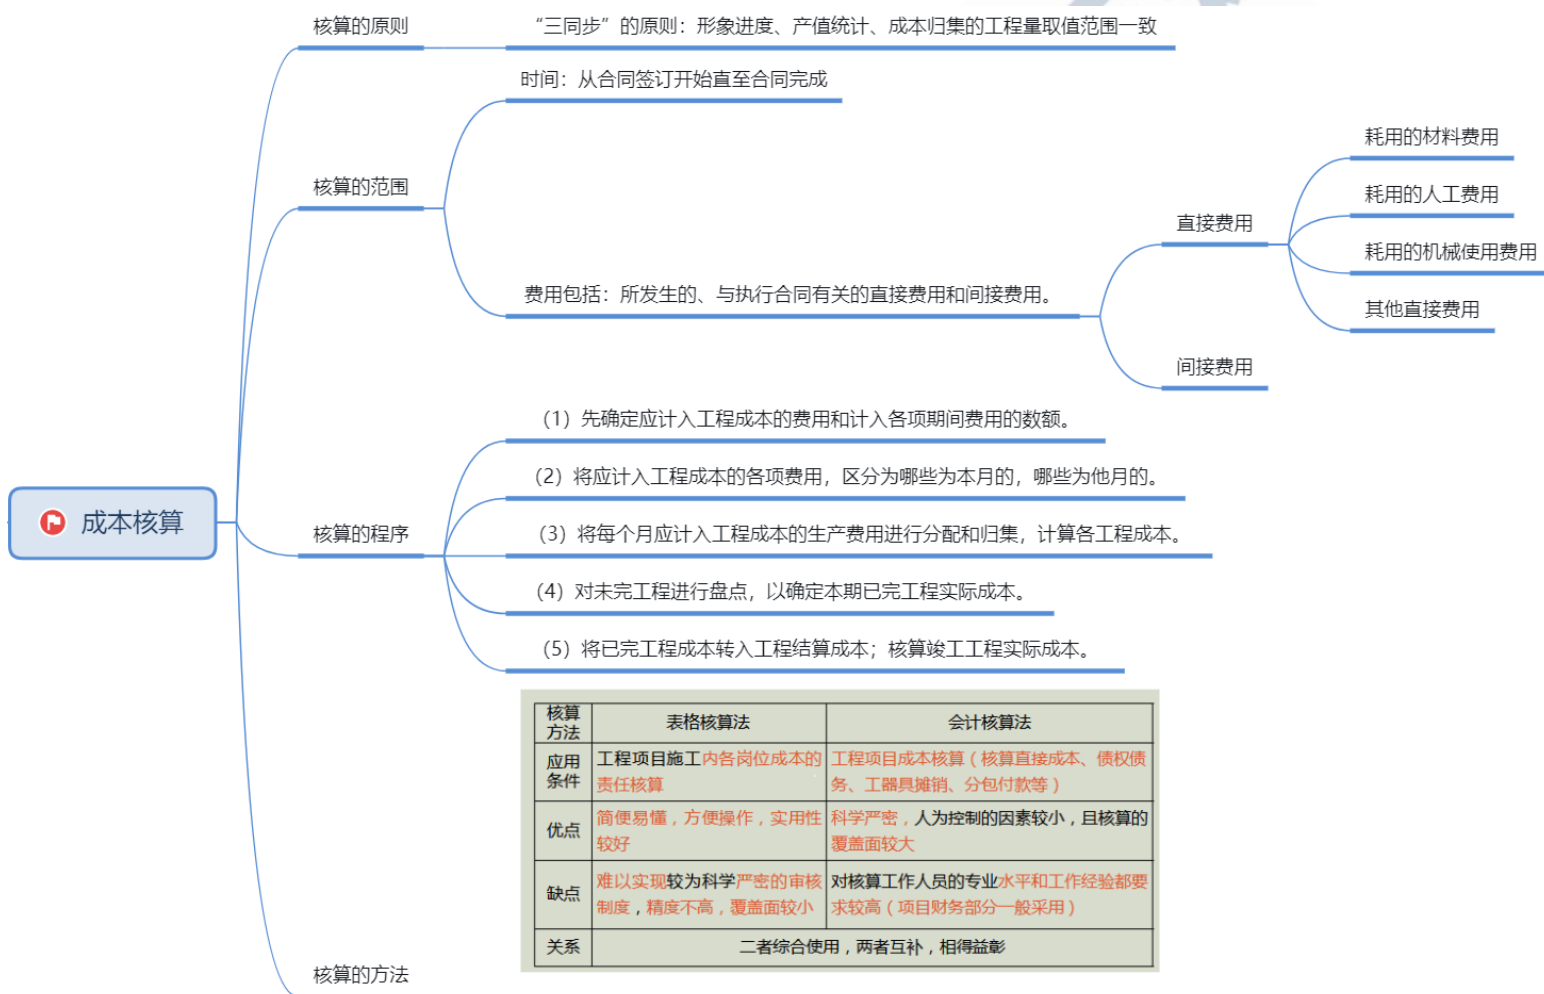 核算的原则
“三同步”的原则：形象进度、产值统计、成本归集的工程量取值范围一致
时间：从合同签订开始直至合同完成
核算的范围
费用包括：所发生的、与执行合同有关的直接费用和间接费用。
直接费用
耗用的材料费用
耗用的人工费用
耗用的机械使用费用
其他直接费用
间接费用
成本核算
核算的程序
（1）先确定应计入工程成本的费用和计入各项期间费用的数额。
（2）将应计入工程成本的各项费用，区分为哪些为本月的，哪些为他月的。
（3）将每个月应计入工程成本的生产费用进行分配和归集，计算各工程成本。
（4）对未完工程进行盘点，以确定本期已完工程实际成本。
（5）将已完工程成本转入工程结算成本；核算竣工工程实际成本。
核算
方法
表格核算法
会计核算法
应用
条件
工程项目施工内各岗位成本的
责任核算
工程项目成本核算（核算直接成本、债权债
务、工器具摊销、分包付款等）
优点
简便易懂，方便操作，实用性
较好
科学严密，人为控制的因素较小，且核算的
覆盖面较大
缺点
难以实现较为科学严密的审核
制度，精度不高，覆盖面较小
对核算工作人员的专业水平和工作经验都要
求较高（项目财务部分一般采用）
关系
二者综合使用，两者互补，相得益彰
核算的方法